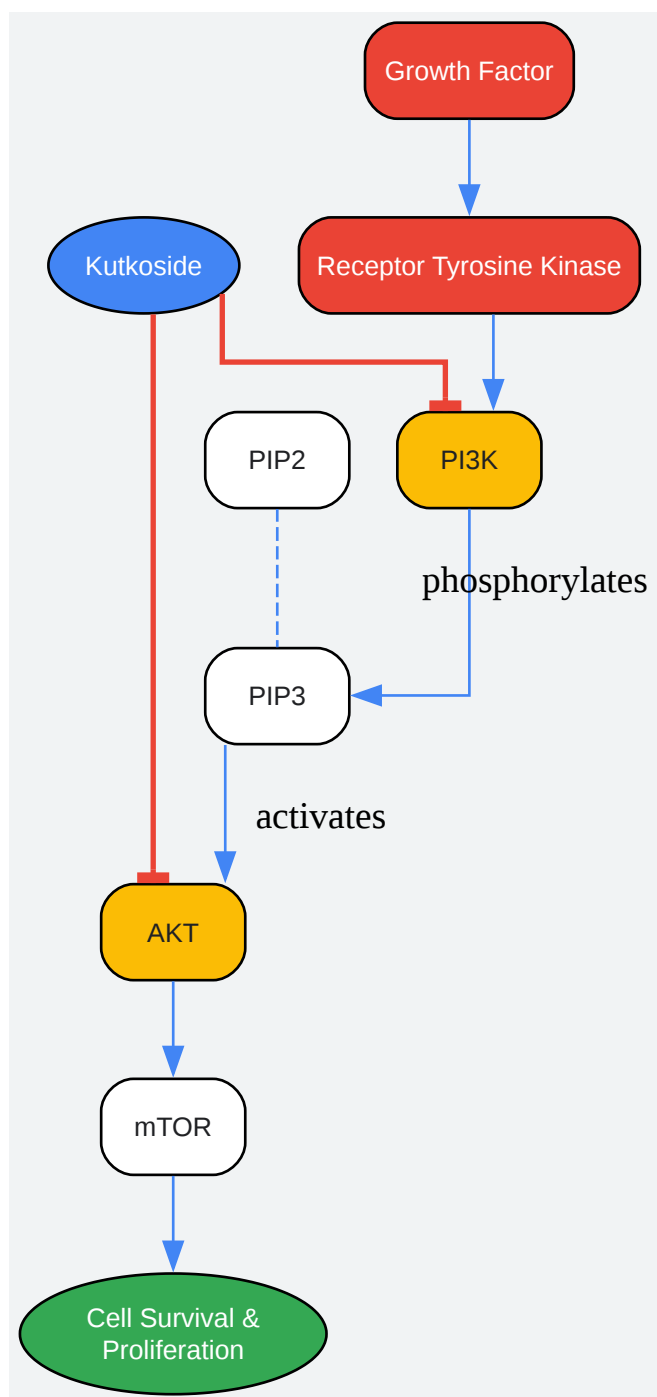 Growth Factor
Kutkoside
Receptor Tyrosine Kinase
PIP2
PI3K
phosphorylates
PIP3
activates
AKT
mTOR
Cell Survival &
Proliferation